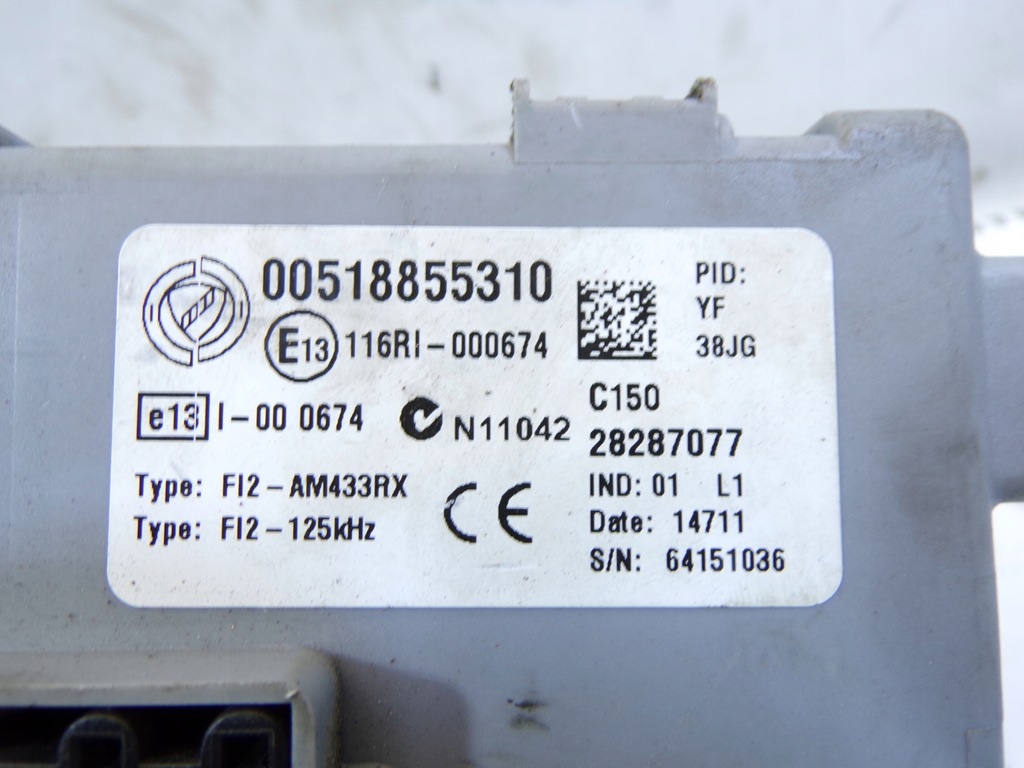 00518855310
E13 116RI-000674
e13 I-00 0674
N11042
Type: FI2-AM433RX
Type: FI2-125kHz
CE
PID:
YF
38JG
C150
28287077
IND: 01 L1
Date: 14711
S/N: 64151036